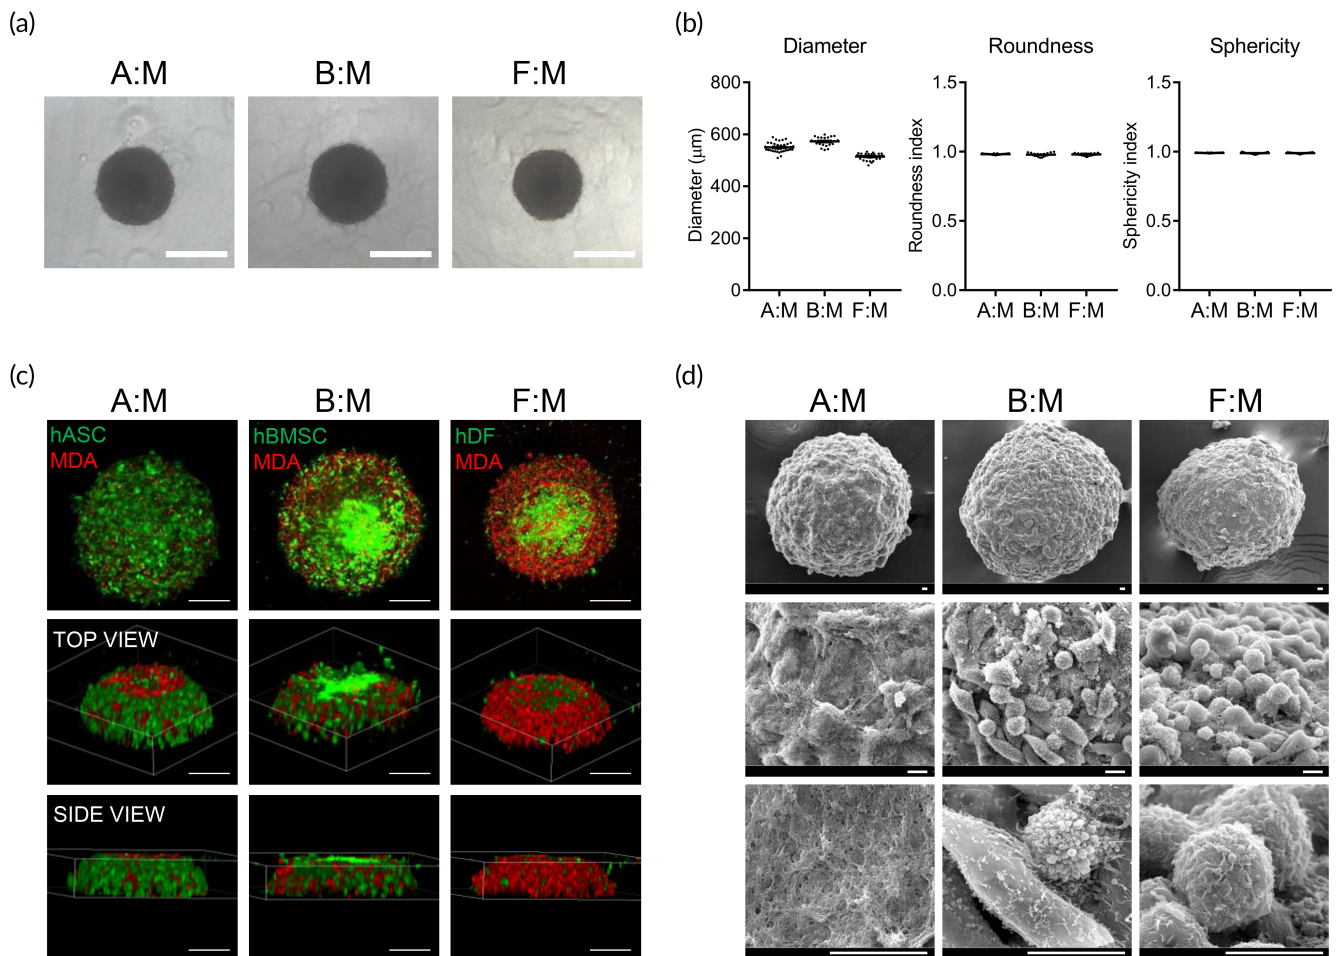 (a)
A:M B:M F:M
(b)
Diameter Roundness Sphericity
Diameter (μm)
800
600
400
200
0
A:M B:M F:M
Roundness index
1.5
1.0
0.5
0.0
A:M B:M F:M
Sphericity index
1.5
1.0
0.5
0.0
A:M B:M F:M
(c)
A:M B:M F:M
hASC
MDA
hBMSC
MDA
hDF
MDA
TOP VIEW
SIDE VIEW
(d)
A:M B:M F:M